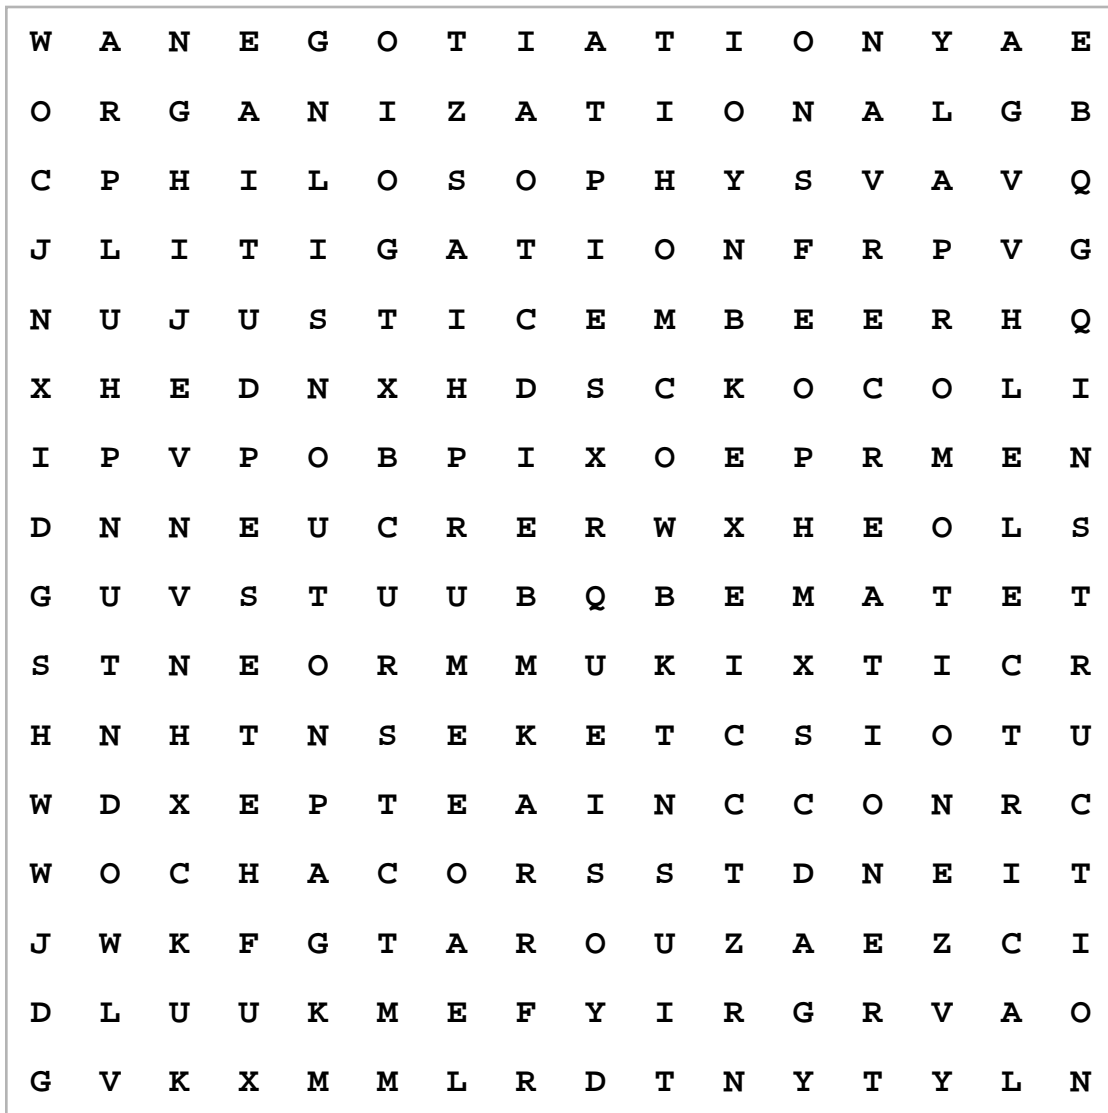 W A N E G O T I A T I O N Y A E
O R G A N I Z A T I O N A L G B
C P H I L O S O P H Y S V A V Q
J L I T I G A T I O N F R P V G
N U J U S T I C E M B E E R H Q
X H E D N X H D S C K O C O L I
I P V P O B P I X O E P R M E N
D N N E U C R E R W X H E O L S
G U V S T U U B Q B E M A T E T
S T N E O R M M U K I X T I C R
H N H T N S E K E T C S I O T U
W D X E P T E A I N C C O N R C
W O C H A C O R S S T D N E I T
J W K F G T A R O U Z A E Z C I
D L U U K M E F Y I R G R V A O
G V K X M M L R D T N Y T Y L N